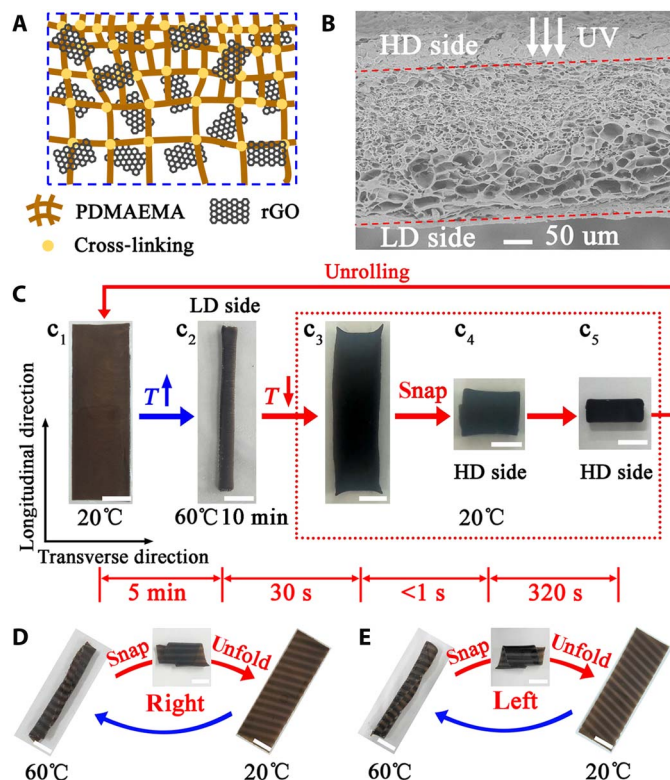 A
PDMAEMA
rGO
Cross-linking
B
HD side
UV
LD side
50 um
Unrolling
C
LD side
c1
c2
c3
c4
c5
T
T
Snap
HD side
HD side
Longitudinal direction
20℃
60℃ 10 min
20℃
Transverse direction
5 min
30 s
<1 s
320 s
D
Snap
Unfold
Right
60℃
20℃
E
Snap
Unfold
Left
60℃
20℃